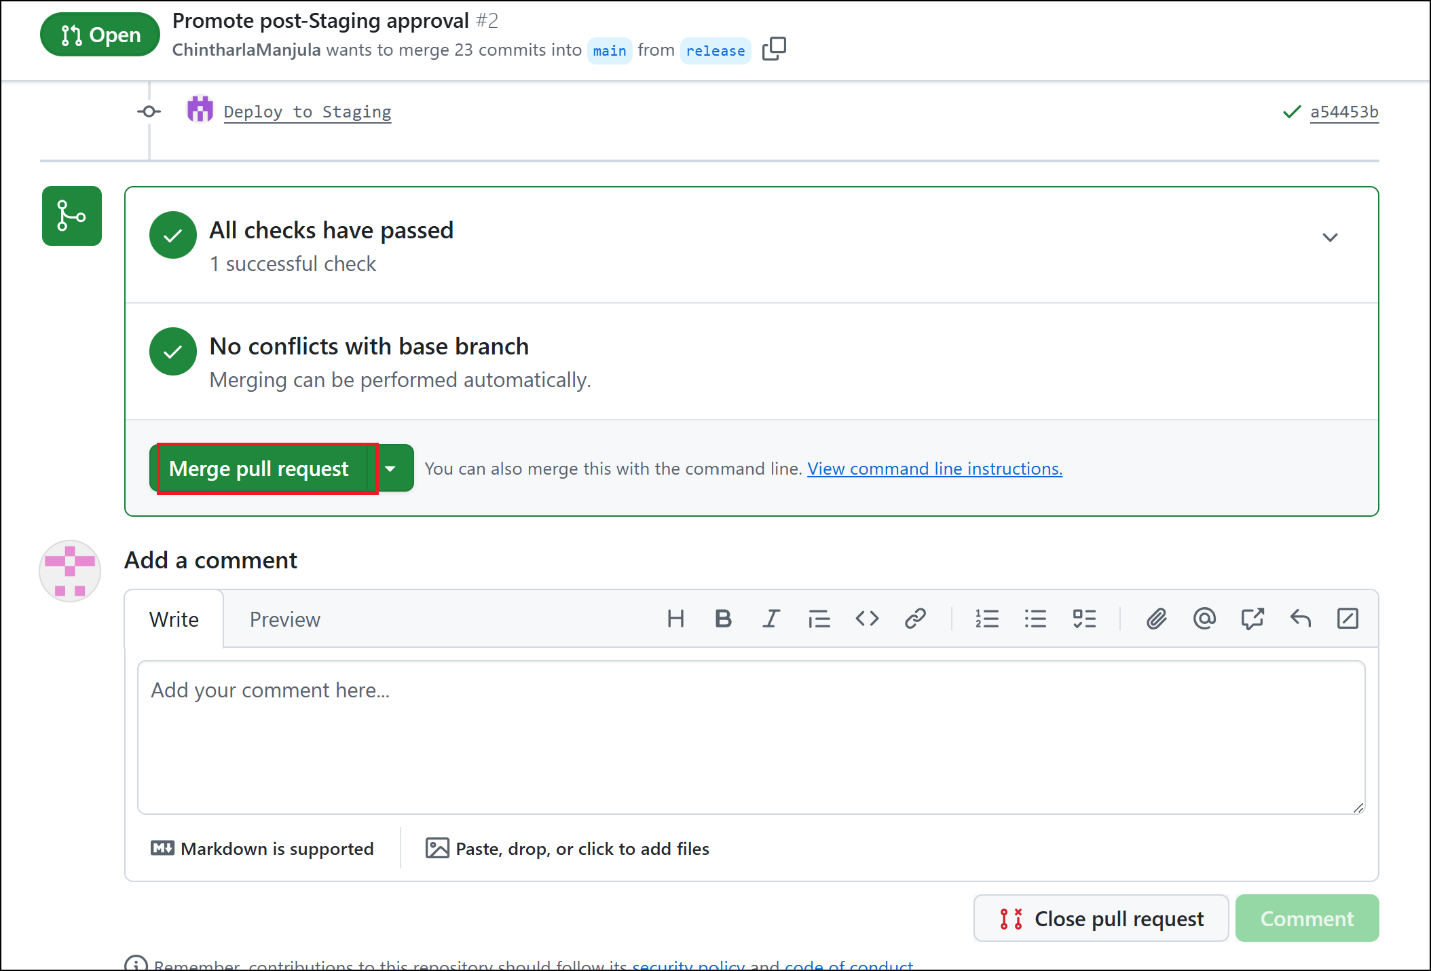 Open
Promote post-Staging approval #2
ChintharlaManjula wants to merge 23 commits into main from release
Deploy to Staging
a54453b
All checks have passed
1 successful check
No conflicts with base branch
Merging can be performed automatically.
Merge pull request
You can also merge this with the command line. View command line instructions.
Add a comment
Write
Preview
Add your comment here...
Markdown is supported
Paste, drop, or click to add files
Close pull request
Comment
Remember, contributions to this repository should follow its security policy and code of conduct